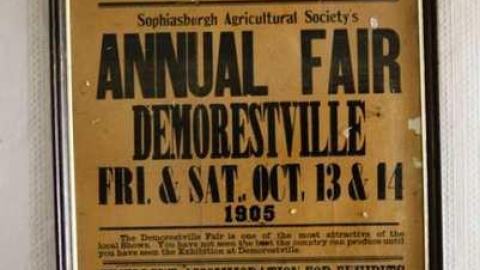 Sophiasburgh Agricultural Society's
ANNUAL FAIR
DEMORESTVILLE
FRI. & SAT., OCT. 13 & 14
1905
The Demorestville Fair is one of the most attractive of the
local Shows. You have not seen the best the country can produce until
you have seen the Exhibition at Demorestville.
FOR EXHIBITS